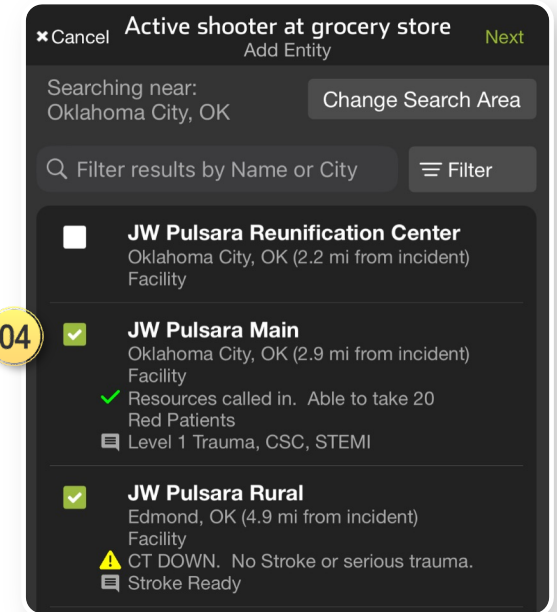 Active shooter at grocery store
×Cancel Add Entity Next
Searching near:
Oklahoma City, OK
Change Search Area
Filter results by Name or City
Filter
JW Pulsara Reunification Center
Oklahoma City, OK (2.2 mi from incident)
Facility
04
JW Pulsara Main
Oklahoma City, OK (2.9 mi from incident)
Facility
Resources called in. Able to take 20
Red Patients
Level 1 Trauma, CSC, STEMI
JW Pulsara Rural
Edmond, OK (4.9 mi from incident)
Facility
CT DOWN. No Stroke or serious trauma.
Stroke Ready